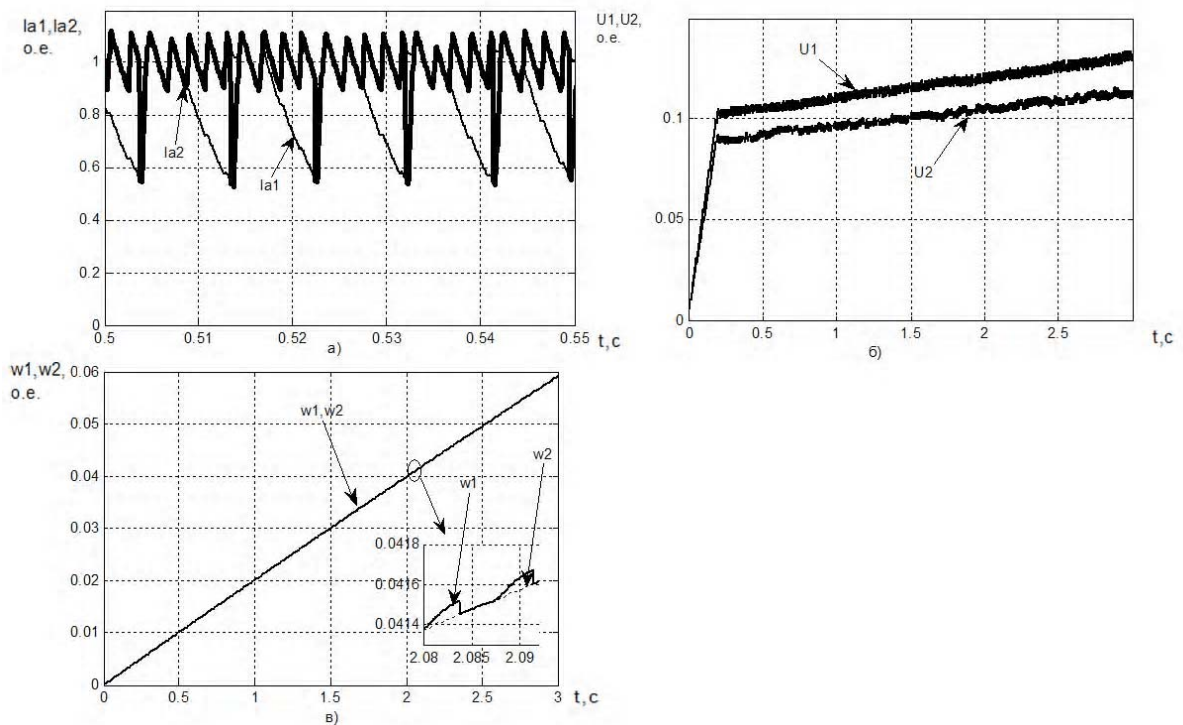 Ia1,Ia2,
o.e.
1
0.8
0.6
0.4
0.2
0
Ia2
Ia1
0.5
0.51
0.52
0.53
0.54
0.55
t,c
а)
U1,U2,
o.e.
0.1
0.05
0
U1
U2
0
0.5
1
1.5
2
2.5
t,c
б)
w1,w2,
o.e.
0.06
0.05
0.04
0.03
0.02
0.01
0
w1,w2
w1
w2
0.0418
0.0416
0.0414
2.08
2.085
2.09
0
0.5
1
1.5
2
2.5
3
t,c
в)